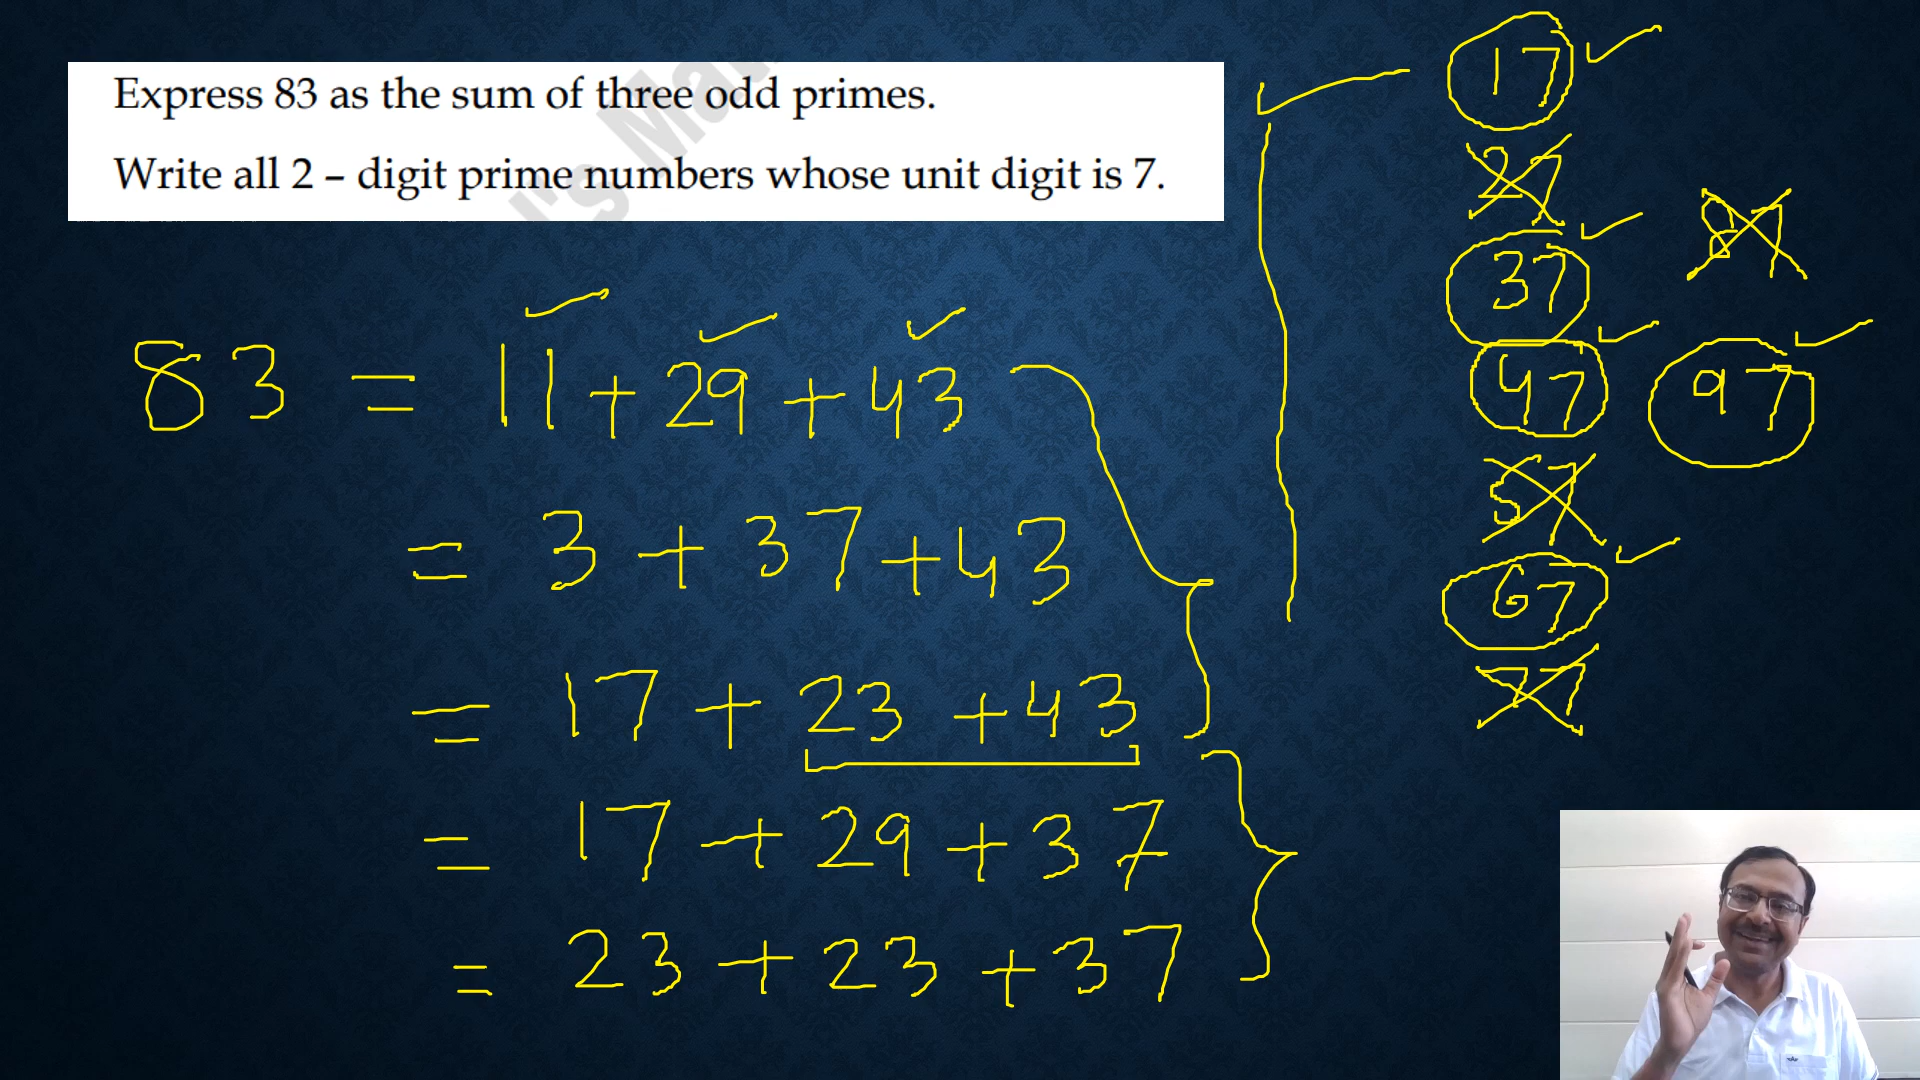 Express 83 as the sum of three odd primes.
Write all 2 – digit prime numbers whose unit digit is 7.
83 = 11 + 29 + 43
= 3 + 37 + 43
= 17 + 23 + 43
= 17 + 29 + 37
= 23 + 23 + 37
17
27
37
47
57
67
77
87
97